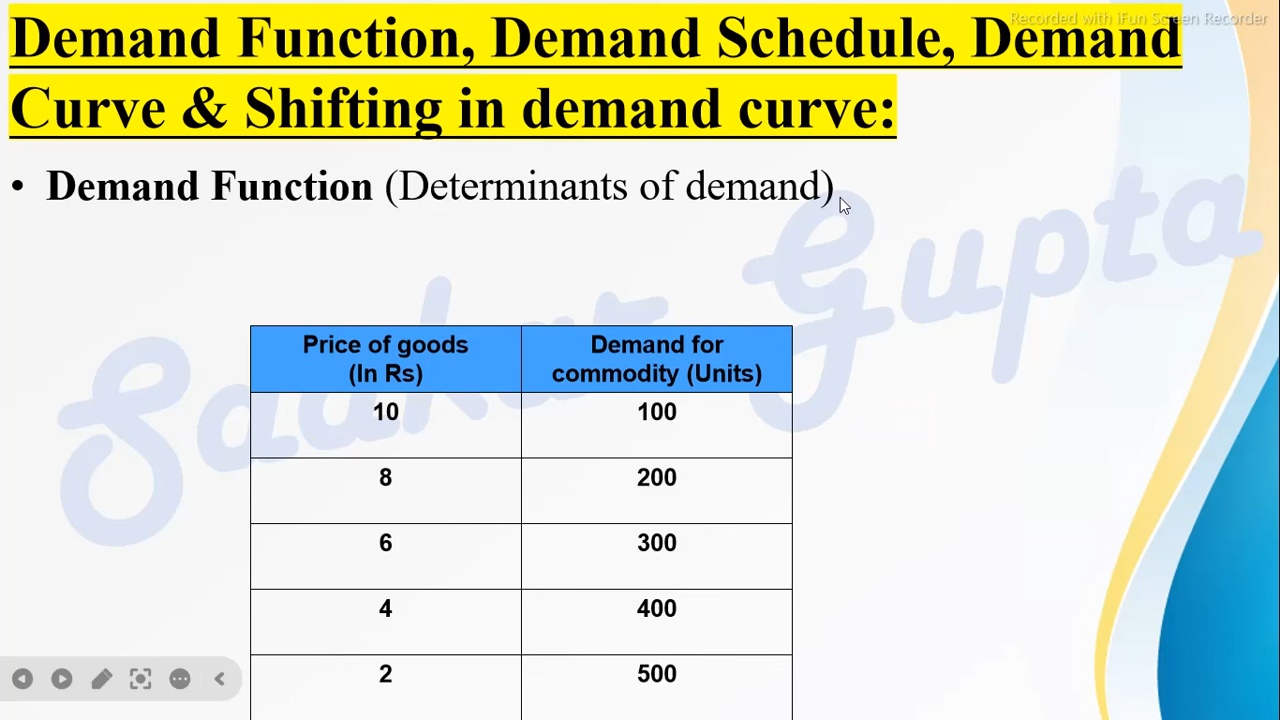 Recorded with iFun Screen Recorder
Demand Function, Demand Schedule, Demand
Curve & Shifting in demand curve:
• Demand Function (Determinants of demand)
Saakar Gupta
Price of goods (In Rs) Demand for commodity (Units)
10 100
8 200
6 300
4 400
2 500